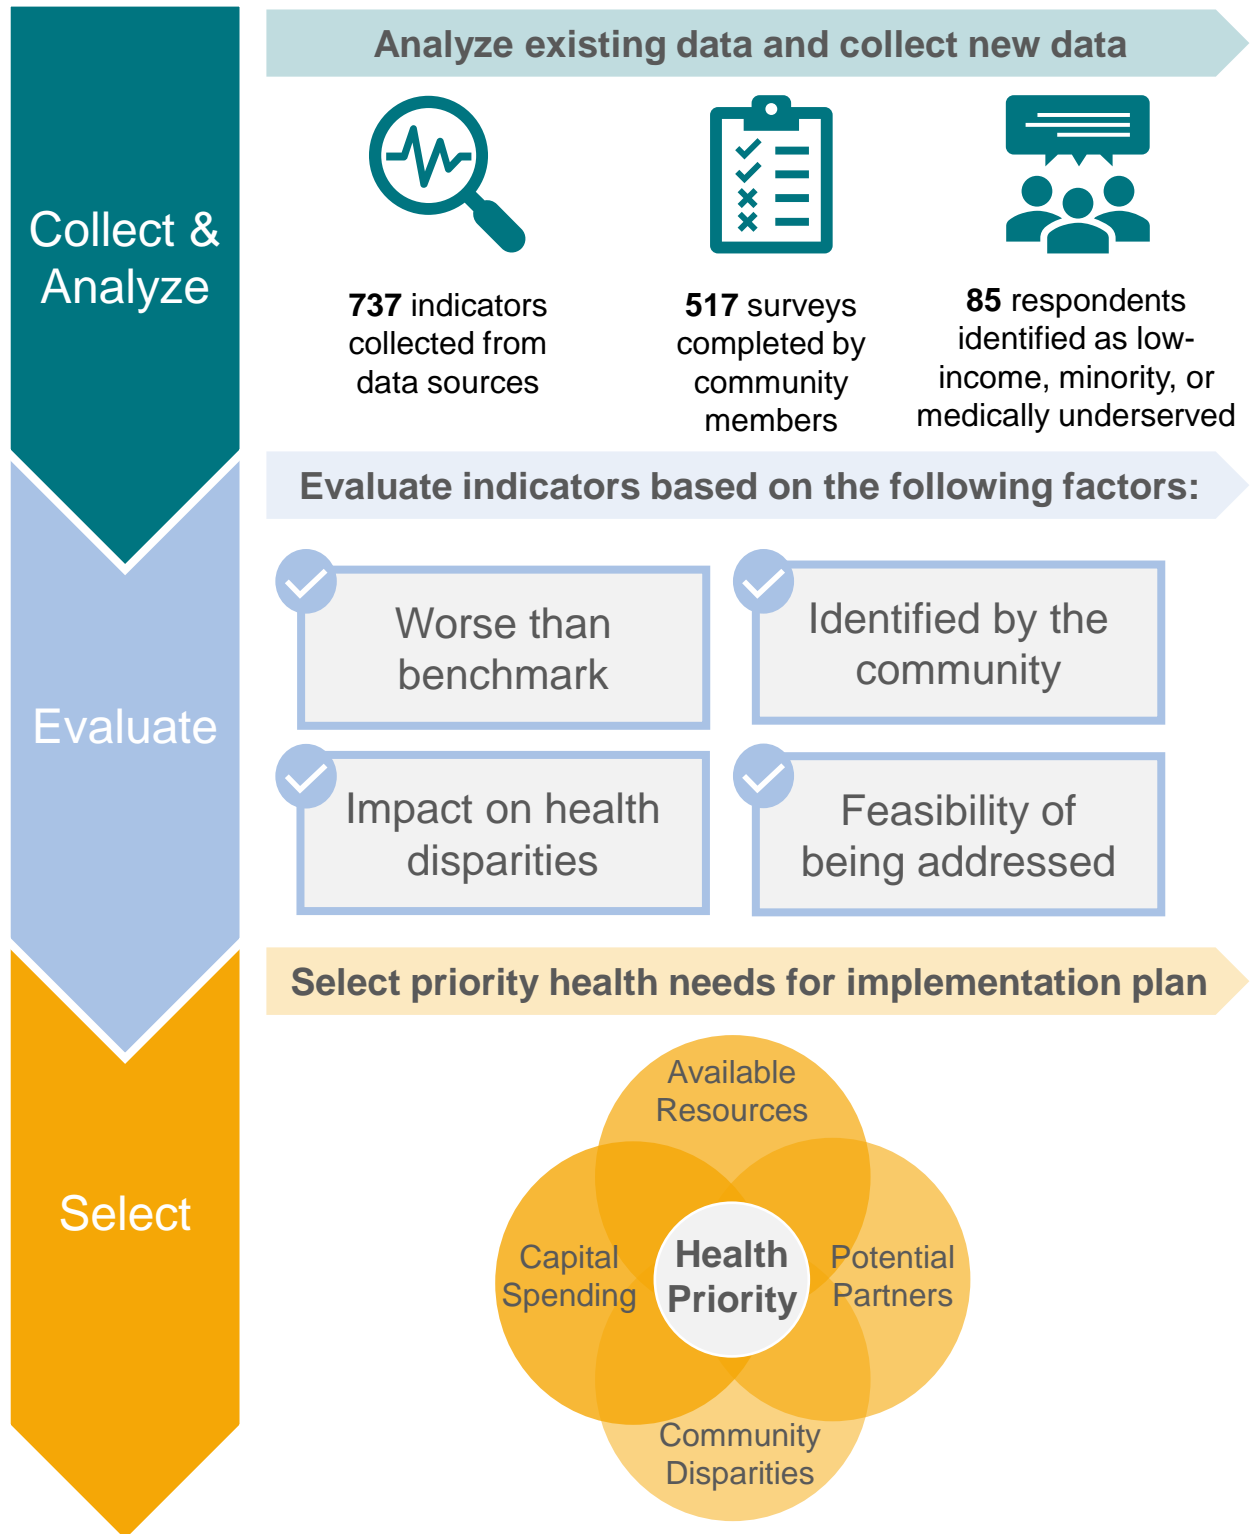 Collect &
Analyze
Analyze existing data and collect new data
737 indicators
collected from
data sources
517 surveys
completed by
community
members
85 respondents
identified as low-
income, minority, or
medically underserved
Evaluate
Evaluate indicators based on the following factors:
Worse than
benchmark
Identified by the
community
Impact on health
disparities
Feasibility of
being addressed
Select
Select priority health needs for implementation plan
Available
Resources
Capital
Spending
Health
Priority
Potential
Partners
Community
Disparities